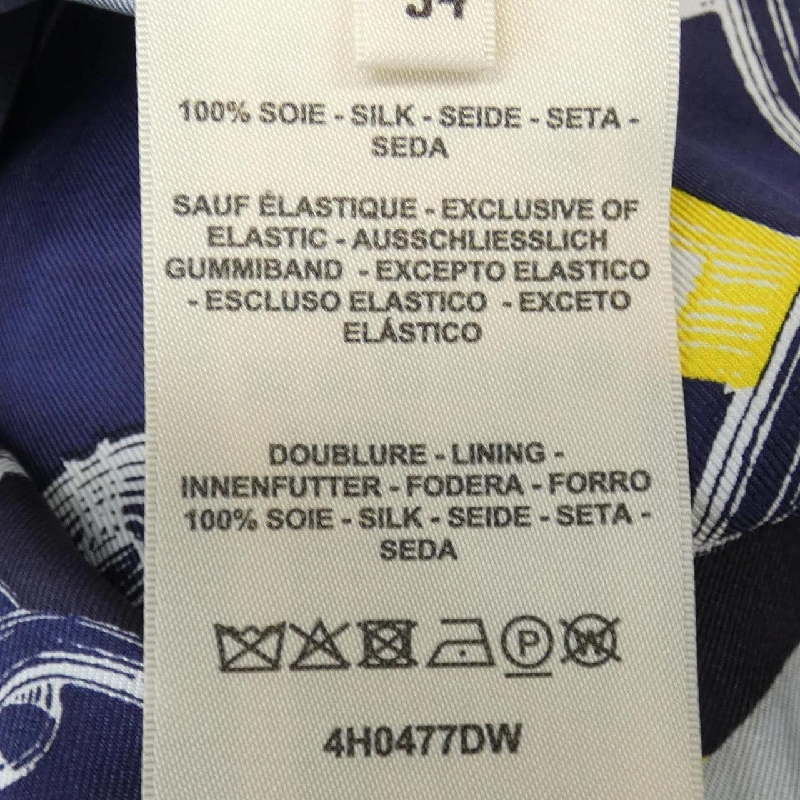 34
100% SOIE - SILK - SEIDE - SETA -
SEDA
SAUF ÉLASTIQUE - EXCLUSIVE OF
ELASTIC - AUSSCHLIESSLICH
GUMMIBAND - EXCEPTO ELASTICO
- ESCLUSO ELASTICO - EXCETO
ELÁSTICO
DOUBLURE - LINING -
INNENFUTTER - FODERA - FORRO
100% SOIE - SILK - SEIDE - SETA -
SEDA
P W
4H0477DW